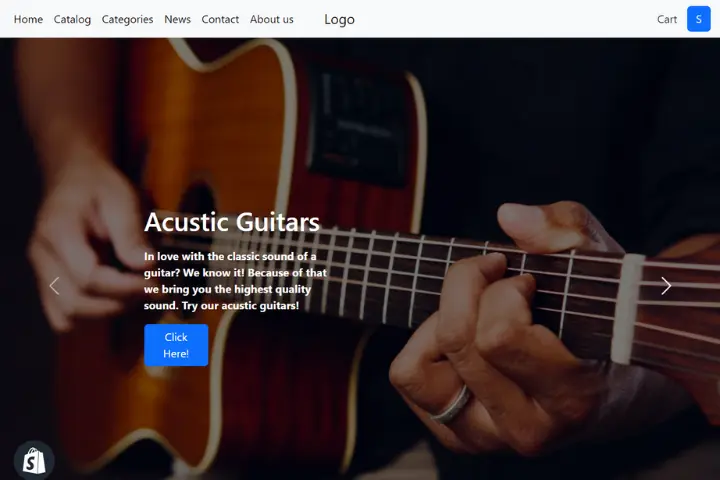 Home Catalog Categories News Contact About us Logo Cart S
Acustic Guitars
In love with the classic sound of a
guitar? We know it! Because of that
we bring you the highest quality
sound. Try our acustic guitars!
Click
Here!
S